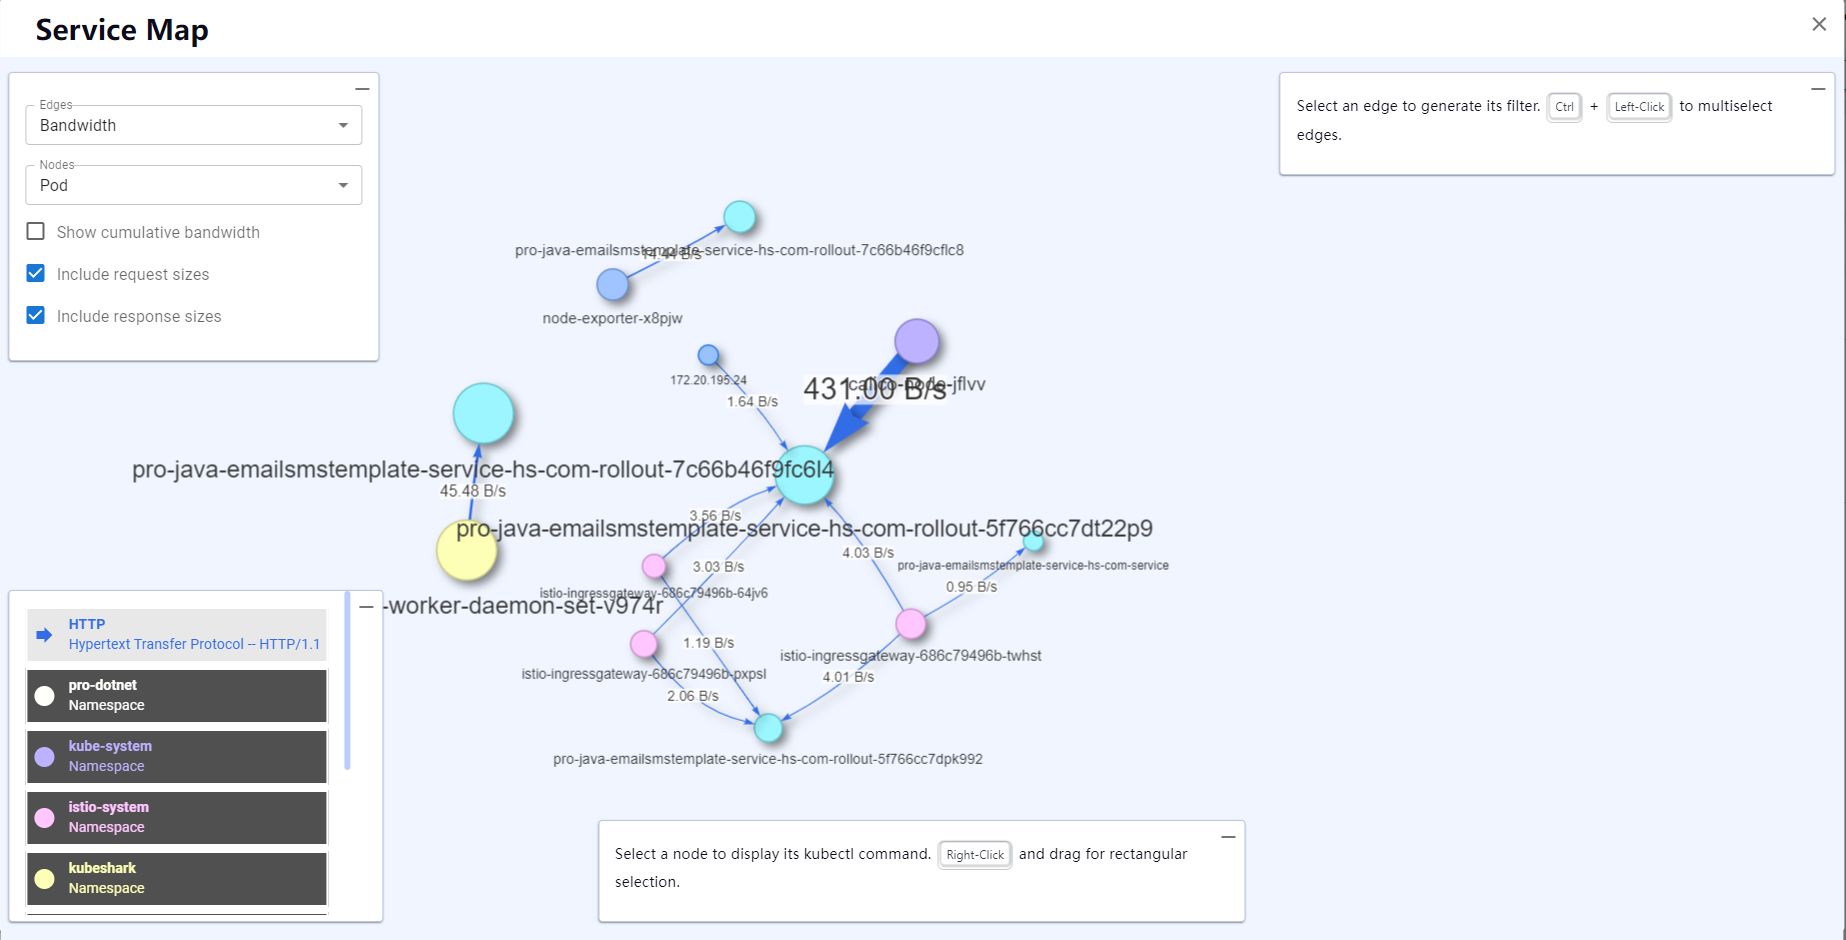 Service Map
Edges
Bandwidth
Nodes
Pod
Show cumulative bandwidth
Include request sizes
Include response sizes
Select an edge to generate its filter. Ctrl + Left-Click to multiselect
edges.
pro-java-emailsmstemplate-service-hs-com-rollout-7c66b46f9cflc8
14.44 B/s
node-exporter-x8pjw
172.20.195.24
1.64 B/s
431.00 B/s
calico-node-jflvv
pro-java-emailsmstemplate-service-hs-com-rollout-7c66b46f9fc6l4
45.48 B/s
3.56 B/s
pro-java-emailsmstemplate-service-hs-com-rollout-5f766cc7dt22p9
4.03 B/s
3.03 B/s
pro-java-emailsmstemplate-service-hs-com-service
0.95 B/s
istio-ingressgateway-686c79496b-64jv6
-worker-daemon-set-v974r
1.19 B/s
istio-ingressgateway-686c79496b-twhst
istio-ingressgateway-686c79496b-pxpsl
4.01 B/s
2.06 B/s
pro-java-emailsmstemplate-service-hs-com-rollout-5f766cc7dpk992
HTTP
Hypertext Transfer Protocol -- HTTP/1.1
pro-dotnet
Namespace
kube-system
Namespace
istio-system
Namespace
kubeshark
Namespace
Select a node to display its kubectl command. Right-Click and drag for rectangular
selection.